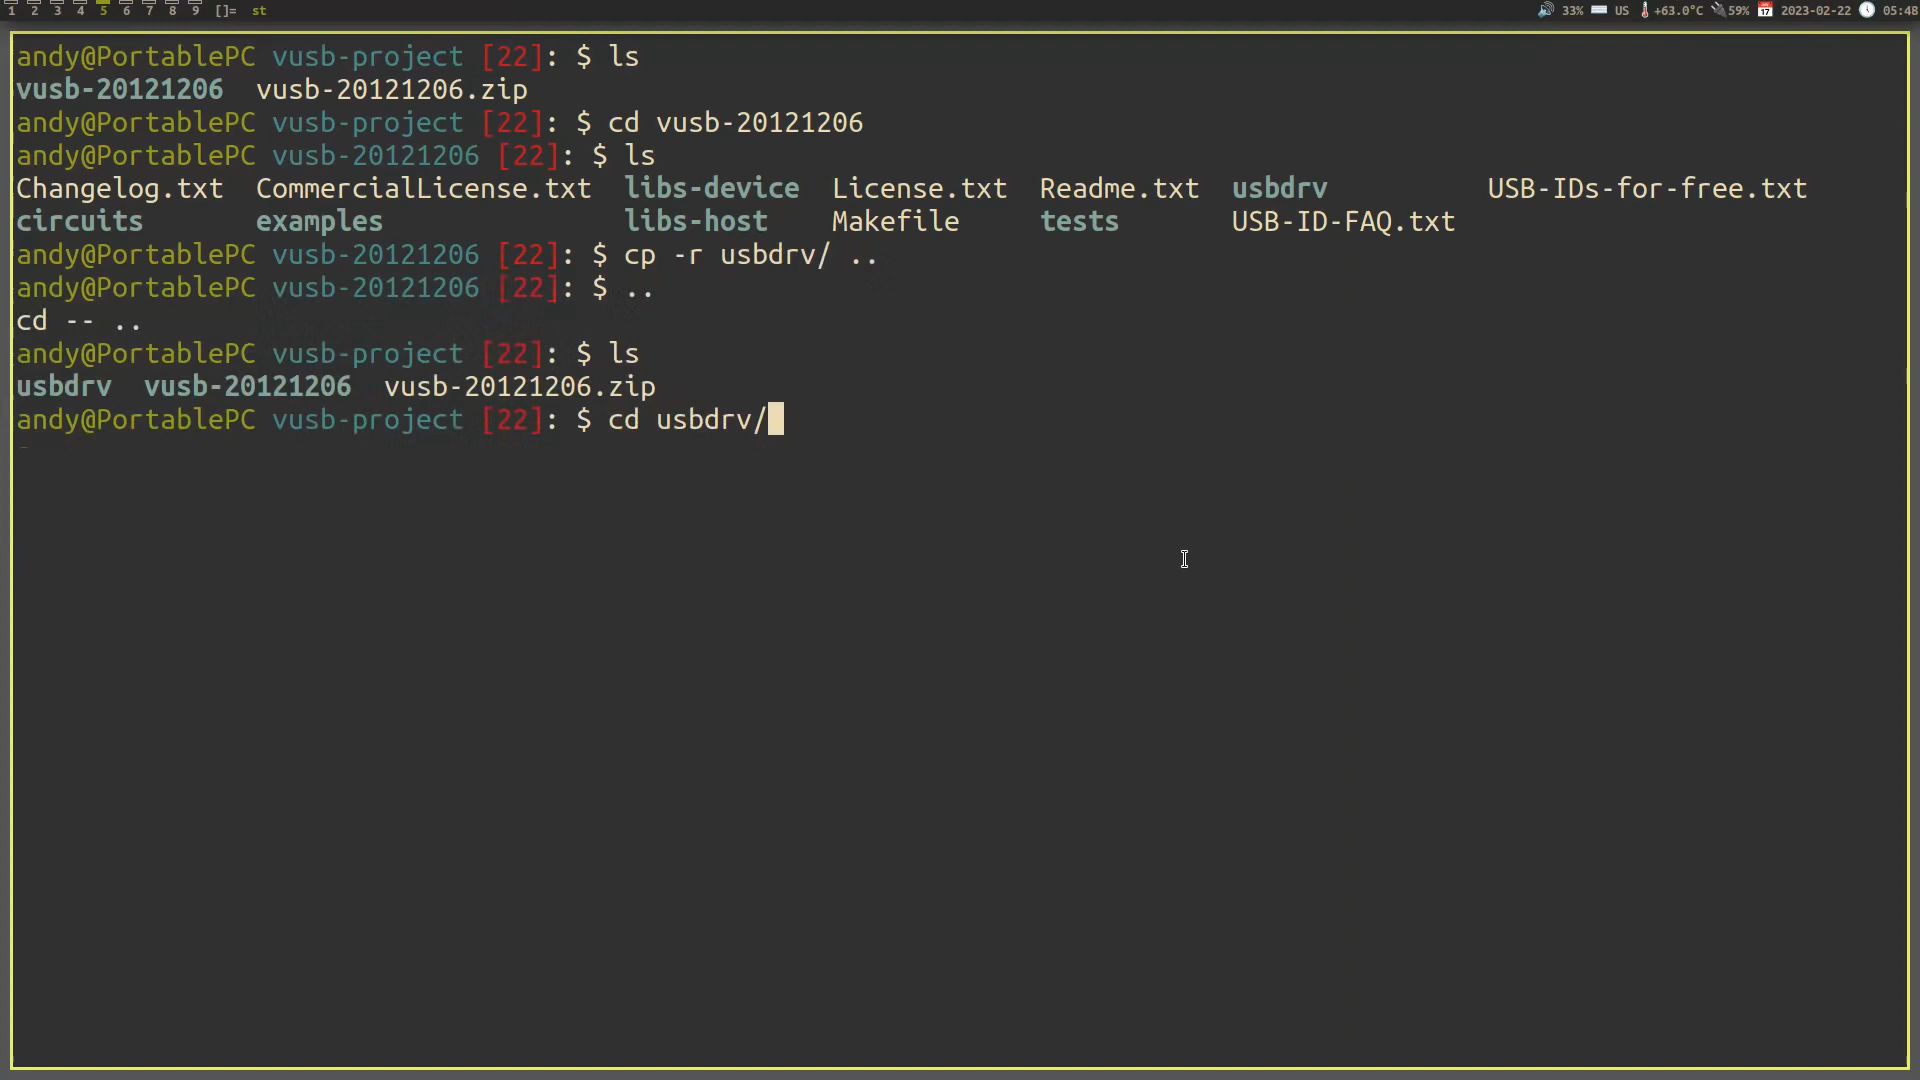 1 2 3 4 5 6 7 8 9 []= st 33% US +63.0°C 59% 2023-02-22 05:48
andy@PortablePC vusb-project [22]: $ ls
vusb-20121206  vusb-20121206.zip
andy@PortablePC vusb-project [22]: $ cd vusb-20121206
andy@PortablePC vusb-20121206 [22]: $ ls
Changelog.txt  CommercialLicense.txt  libs-device  License.txt  Readme.txt  usbdrv          USB-IDs-for-free.txt
circuits       examples               libs-host    Makefile     tests       USB-ID-FAQ.txt
andy@PortablePC vusb-20121206 [22]: $ cp -r usbdrv/ ..
andy@PortablePC vusb-20121206 [22]: $ ..
cd -- ..
andy@PortablePC vusb-project [22]: $ ls
usbdrv  vusb-20121206  vusb-20121206.zip
andy@PortablePC vusb-project [22]: $ cd usbdrv/